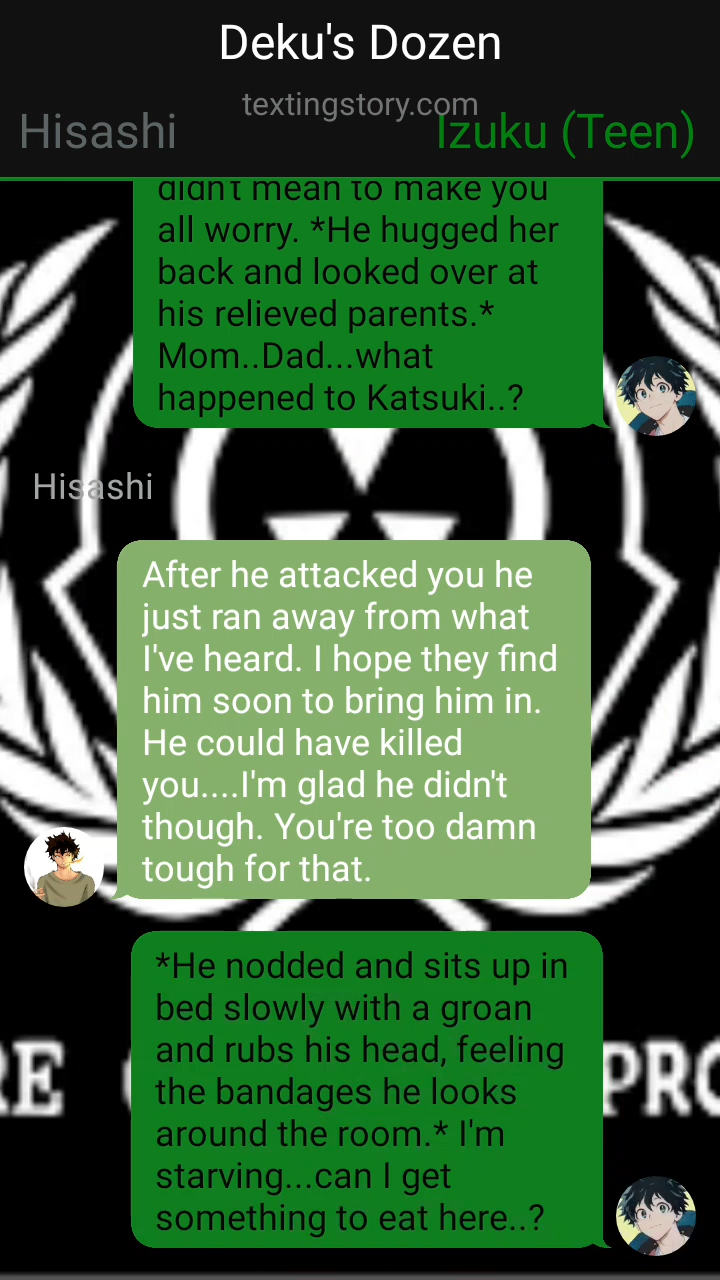 Deku's Dozen
textingstory.com
Hisashi
Izuku (Teen)
didn't mean to make you
all worry. *He hugged her
back and looked over at
his relieved parents.*
Mom..Dad...what
happened to Katsuki..?
Hisashi
After he attacked you he
just ran away from what
I've heard. I hope they find
him soon to bring him in.
He could have killed
you....I'm glad he didn't
though. You're too damn
tough for that.
*He nodded and sits up in
bed slowly with a groan
and rubs his head, feeling
the bandages he looks
around the room.* I'm
starving...can I get
something to eat here..?